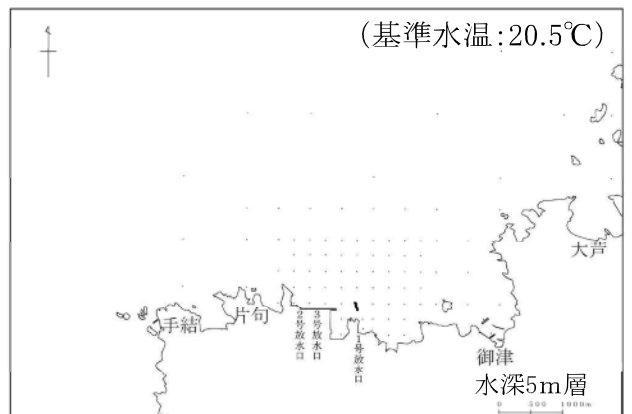 (基準水温:20.5℃)
大芦
手結
片句
2号放水口
3号放水口
1号放水口
御津
水深5m層
0 500 1000m